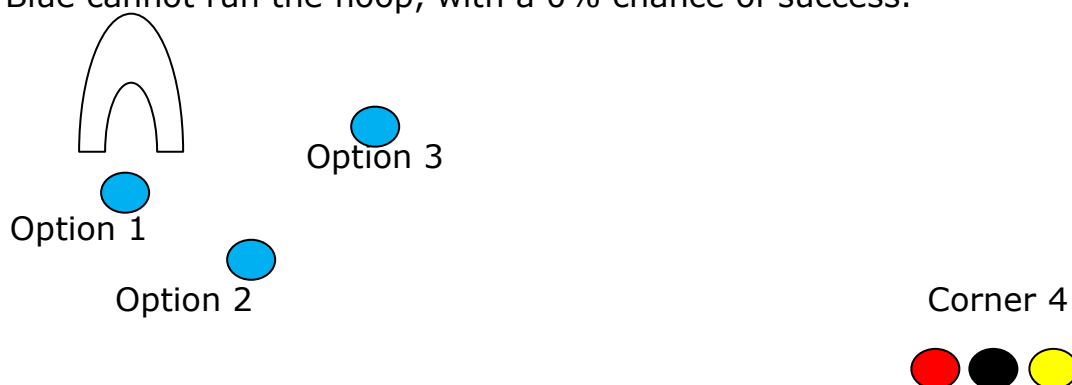 Blue cannot run the hoop, with a 0% chance of success.
Option 3
Option 1
Option 2
Corner 4